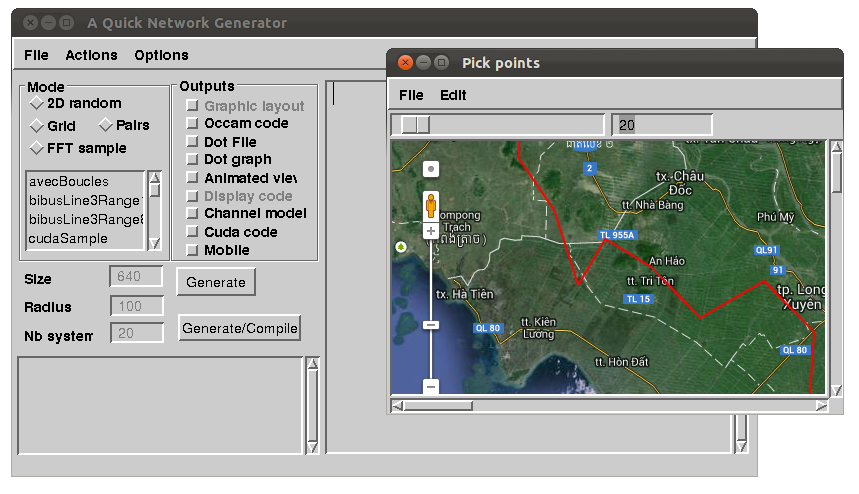 A Quick Network Generator
File Actions Options
Mode
2D random
Grid Pairs
FFT sample
avecBoucles
bibusLine3Range
bibusLine3Range
cudaSample
Outputs
Graphic layout
Occam code
Dot File
Dot graph
Animated view
Display code
Channel model
Cuda code
Mobile
Size 640
Radius 100
Nb system 20
Generate
Generate/Compile
Pick points
File Edit
20
2
tx. Châu
Đốc
tt. Nhà Bàng
Phú Mỹ
TL 955A
QL91
91
An Hảo
tt. Tri Tôn
TL 15
tp. Long
Xuyên
Trach
tx. Hà Tiên
QL 80
tt. Kiên
Lương
QL 80
tt. Hòn Đất